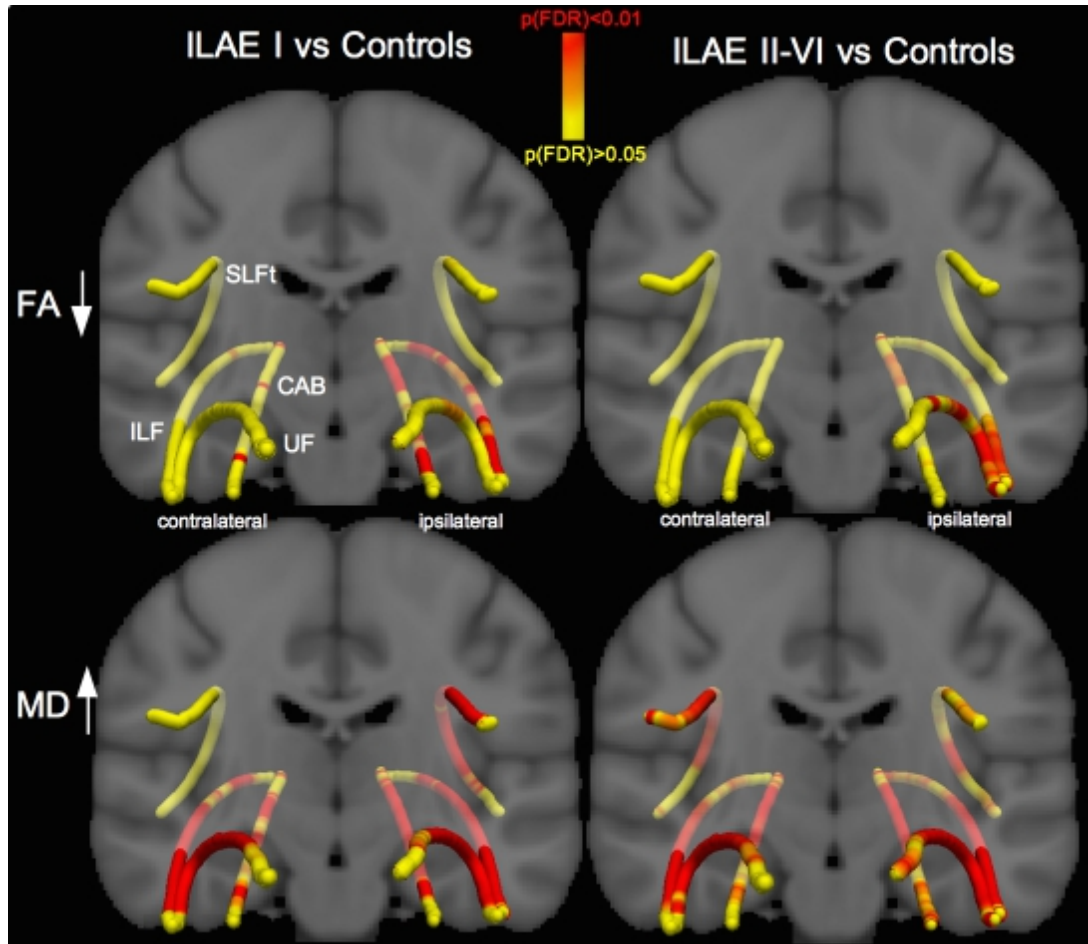 p(FDR)<0.01
ILAE I vs Controls
ILAE II-VI vs Controls
p(FDR)>0.05
SLFt
FA
CAB
ILF
UF
contralateral
ipsilateral
contralateral
ipsilateral
MD